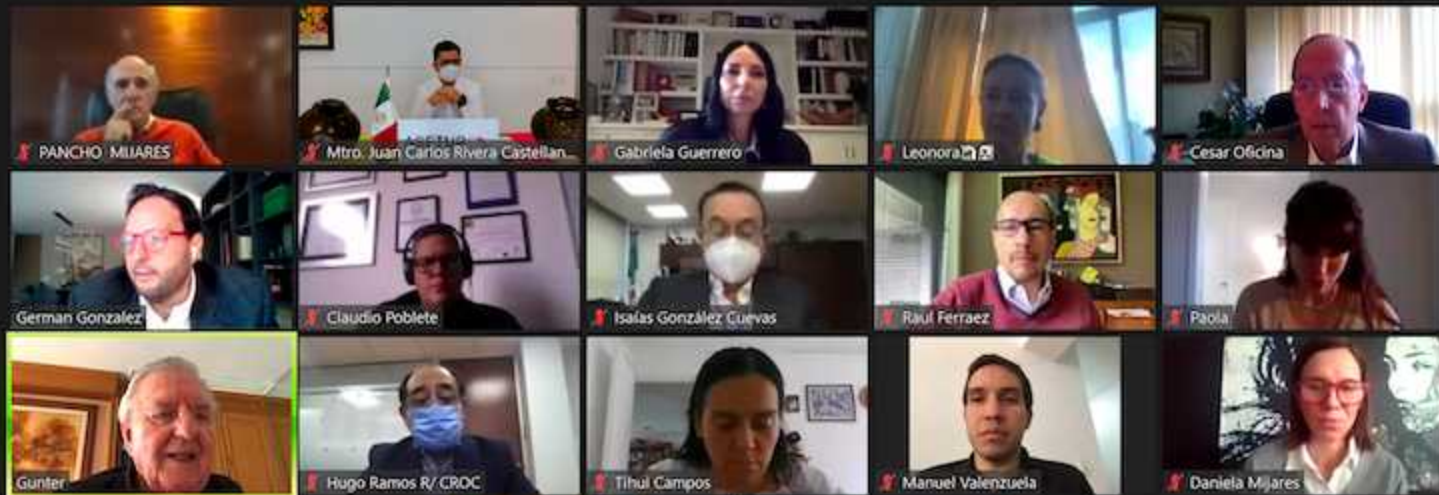 PANCHO MIJARES
Mtro. Juan Carlos Rivera Castellan...
Gabriela Guerrero
Leonora
Cesar Oficina
German Gonzalez
Claudio Poblete
Isaías González Cuevas
Raul Ferraez
Paola
Gunter
Hugo Ramos R/ CROC
Tihui Campos
Manuel Valenzuela
Daniela Mijares